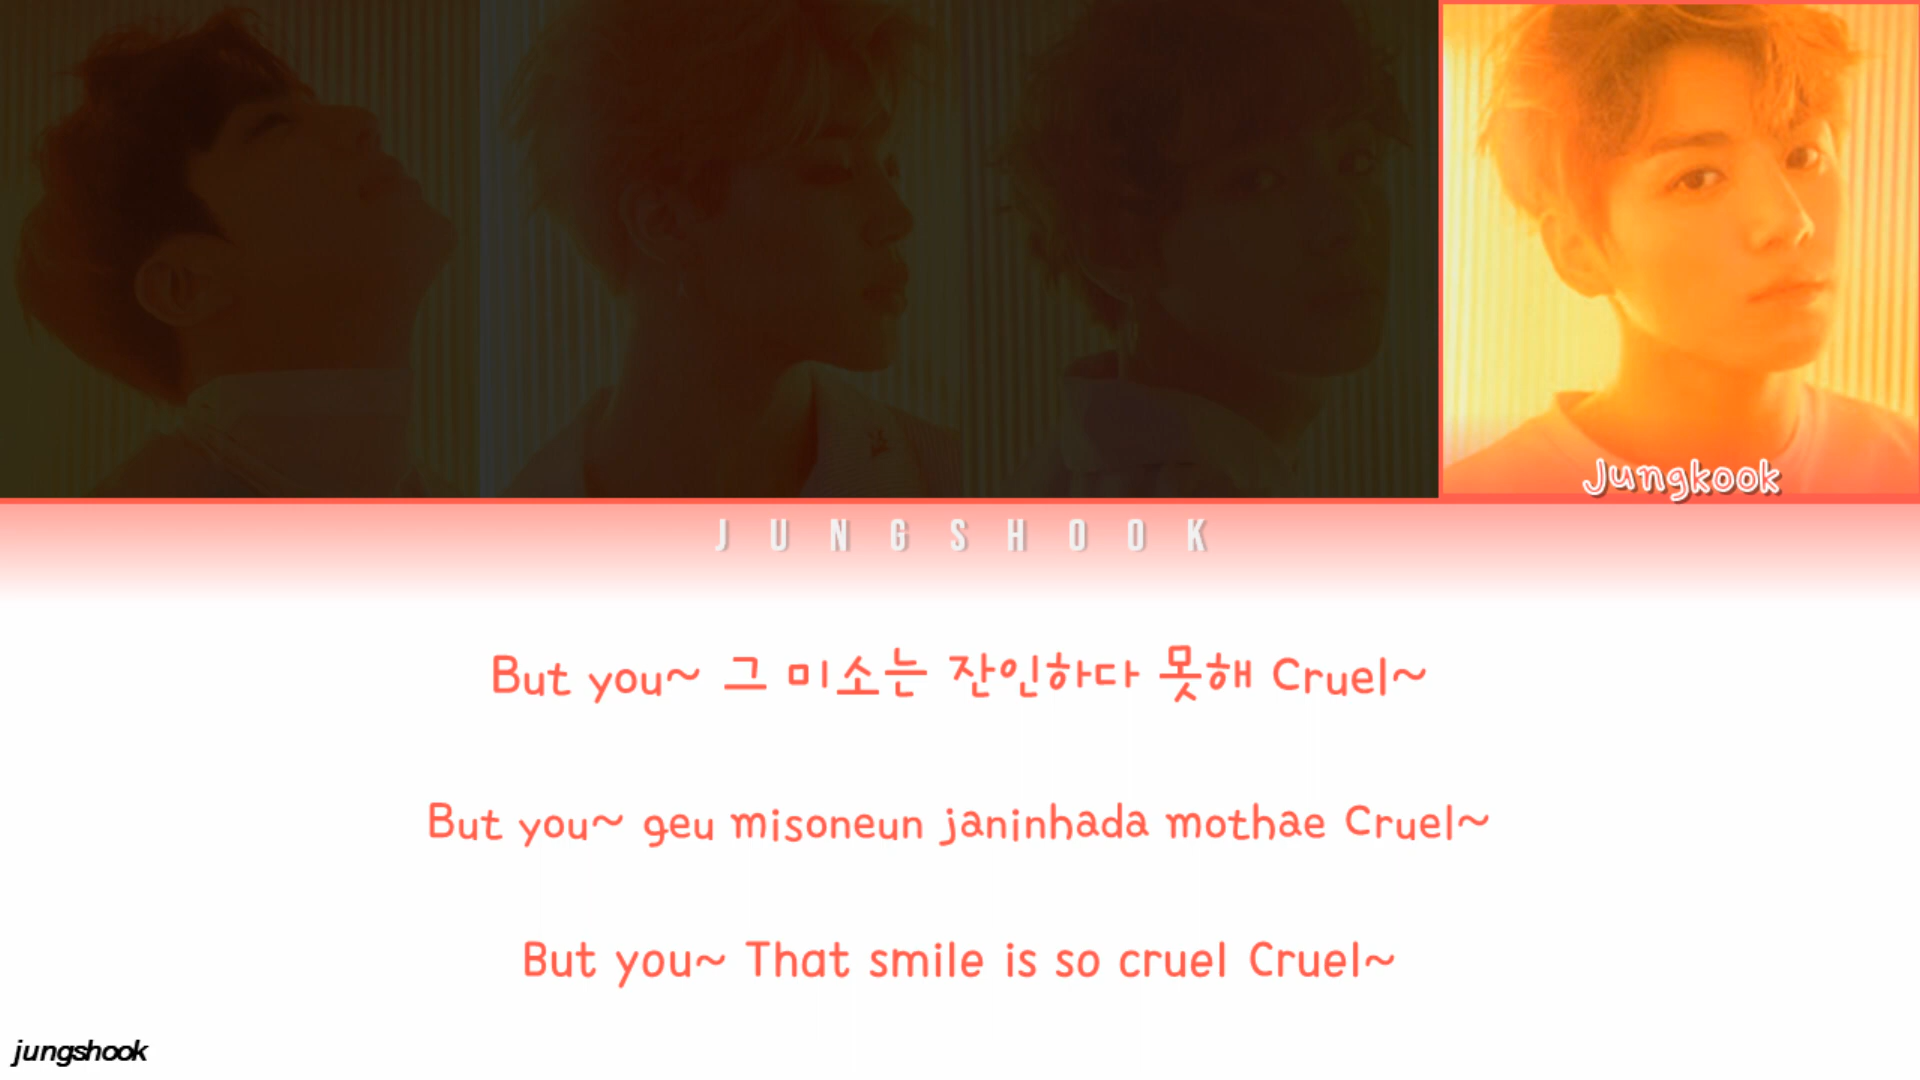 Jungkook
JUNGSHOOK
But you~ 그 미소는 잔인하다 못해 Cruel~
But you~ geu misoneun janinhada mothae Cruel~
But you~ That smile is so cruel Cruel~
jungshook